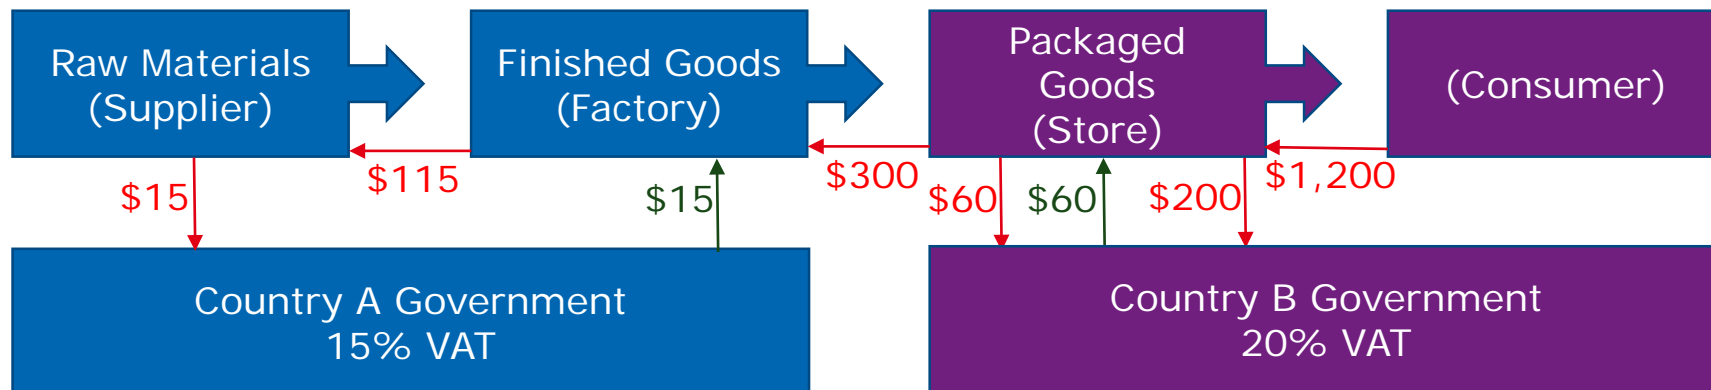 Raw Materials
(Supplier)
Finished Goods
(Factory)
Packaged
Goods
(Store)
(Consumer)
$15
$115
$15
$300
$60
$60
$200
$1,200
Country A Government
15% VAT
Country B Government
20% VAT